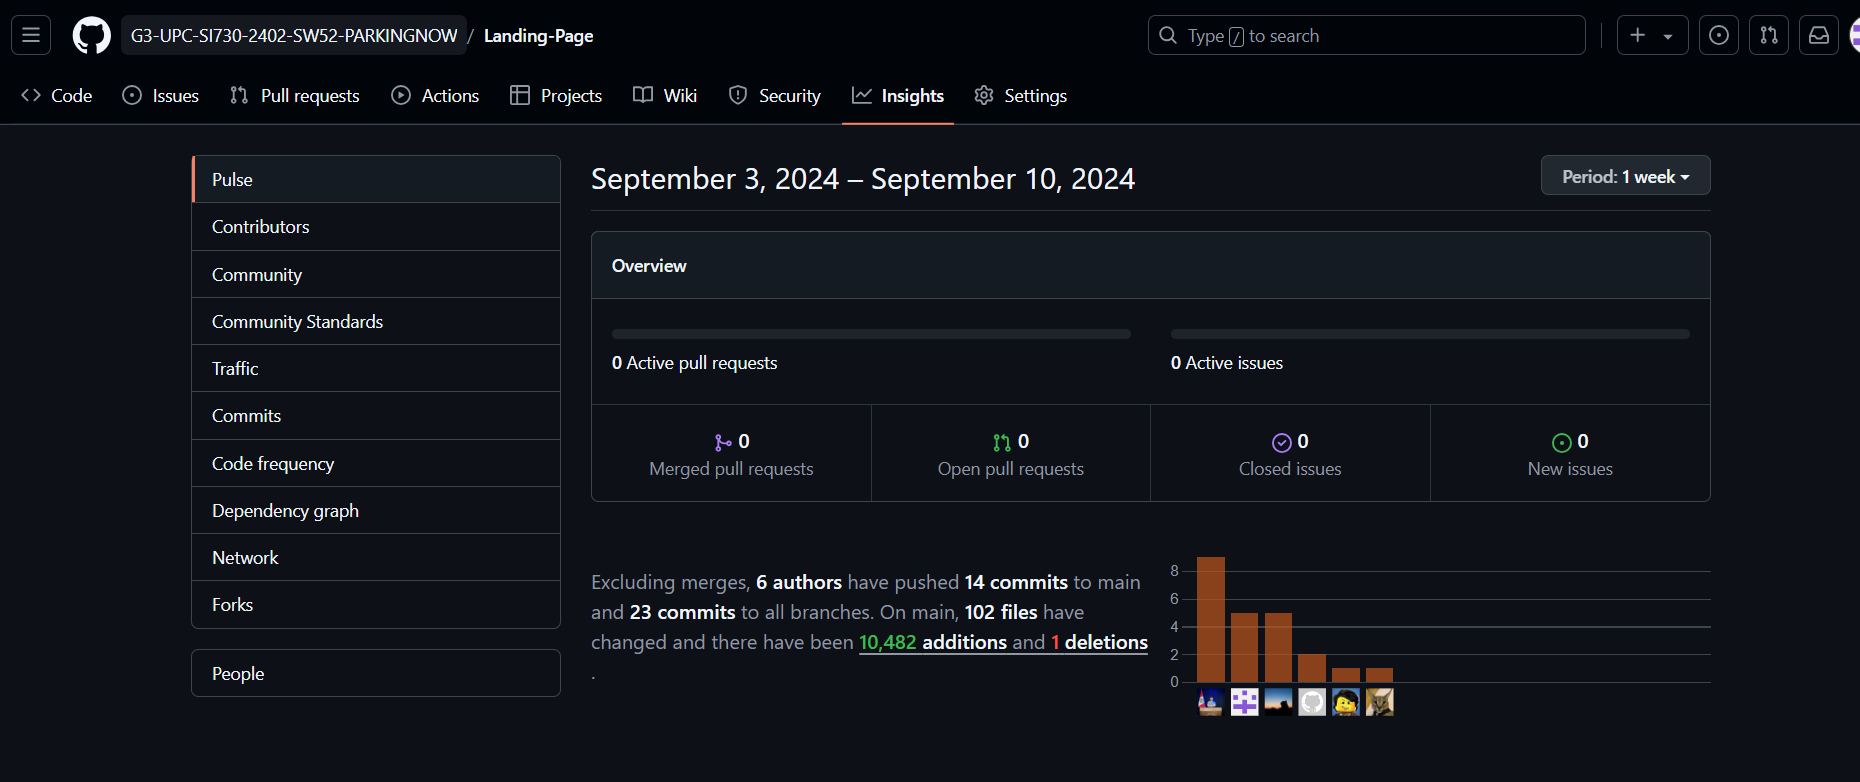 G3-UPC-SI730-2402-SW52-PARKINGNOW / Landing-Page
Type / to search
Code Issues Pull requests Actions Projects Wiki Security Insights Settings
Pulse
Contributors
Community
Community Standards
Traffic
Commits
Code frequency
Dependency graph
Network
Forks
People
September 3, 2024 – September 10, 2024
Period: 1 week
Overview
0 Active pull requests
0 Active issues
0
Merged pull requests
0
Open pull requests
0
Closed issues
0
New issues
Excluding merges, 6 authors have pushed 14 commits to main
and 23 commits to all branches. On main, 102 files have
changed and there have been 10,482 additions and 1 deletions
.
8
6
4
2
0